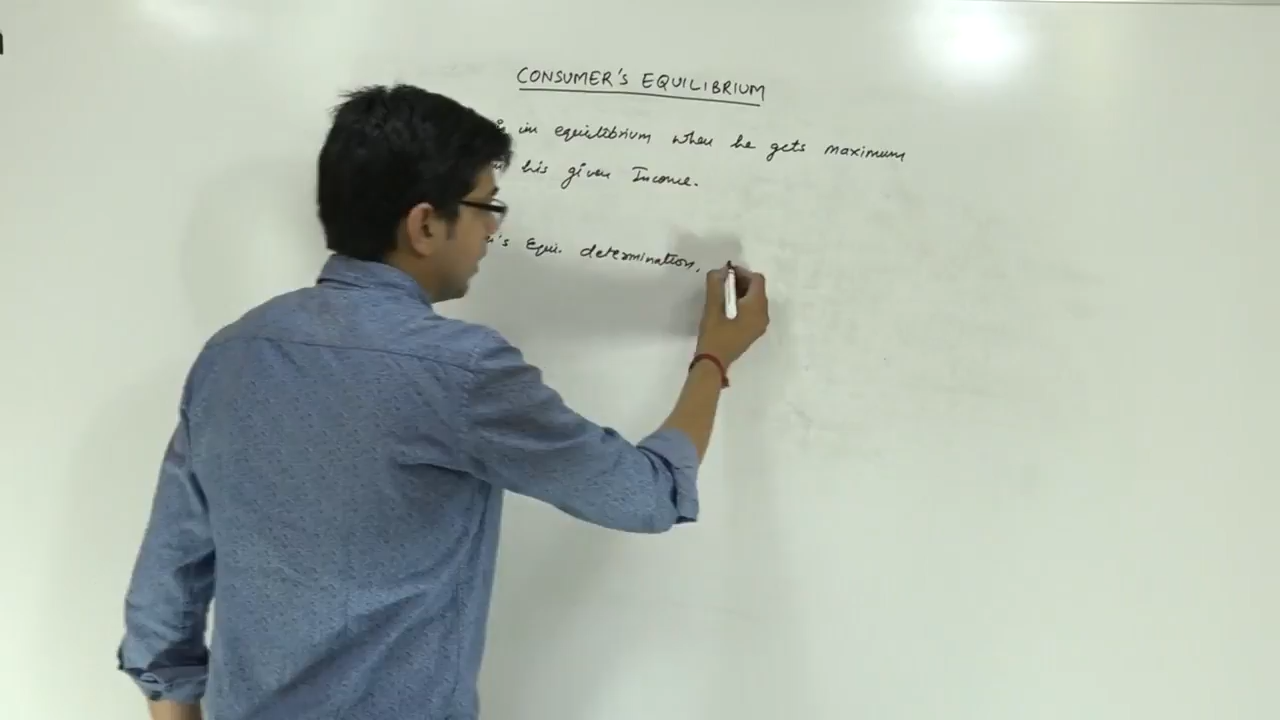 CONSUMER'S EQUILIBRIUM
in equilibrium when he gets maximum
his given Income.
Equi. determination,